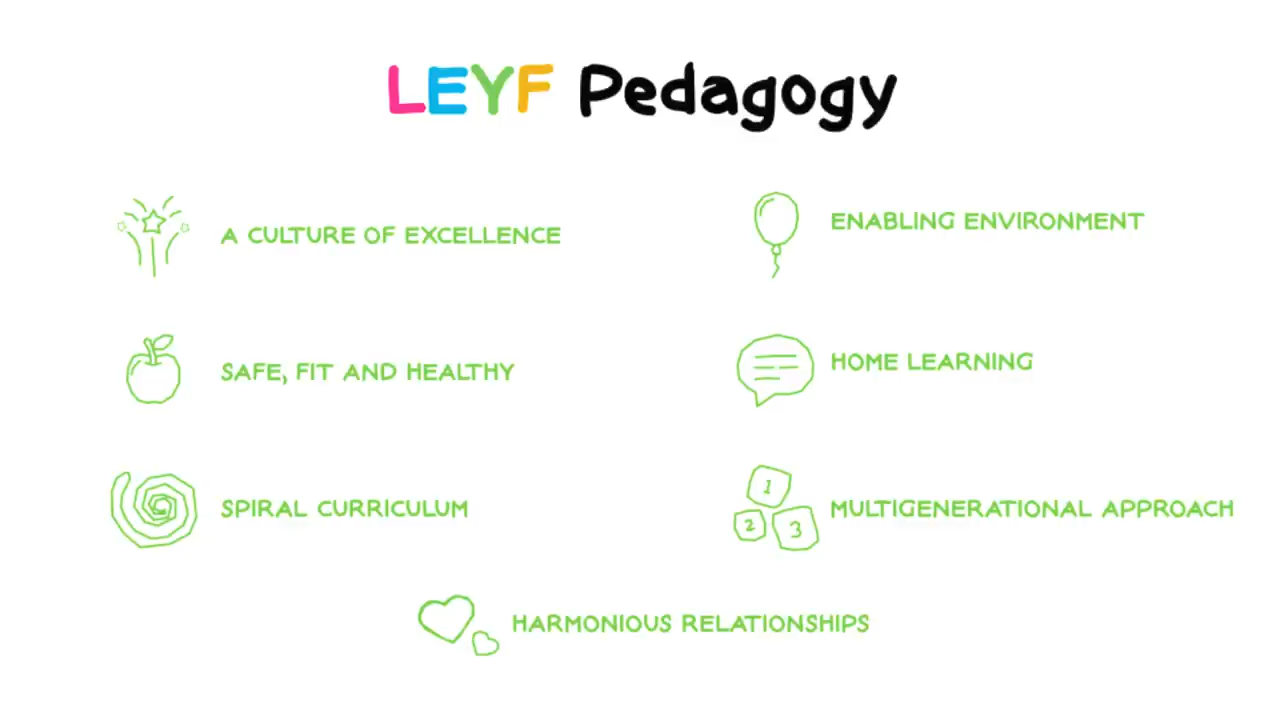 LEYF Pedagogy
A CULTURE OF EXCELLENCE
ENABLING ENVIRONMENT
SAFE, FIT AND HEALTHY
HOME LEARNING
SPIRAL CURRICULUM
1
2
3
MULTIGENERATIONAL APPROACH
HARMONIOUS RELATIONSHIPS